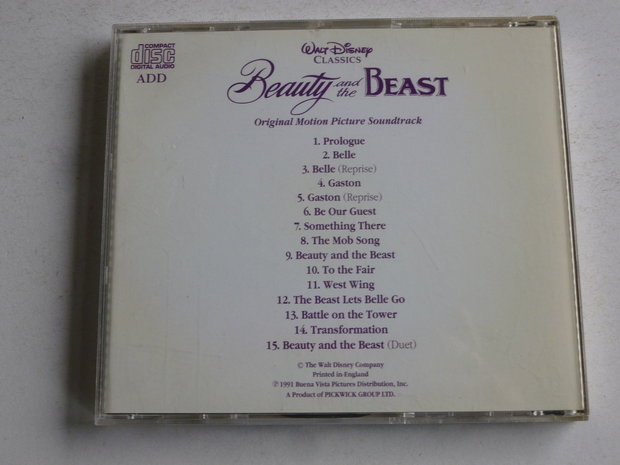 COMPACT
disc
DIGITAL AUDIO
ADD
WALT DISNEY
CLASSICS
Beauty and the BEAST
Original Motion Picture Soundtrack
1. Prologue
2. Belle
3. Belle (Reprise)
4. Gaston
5. Gaston (Reprise)
6. Be Our Guest
7. Something There
8. The Mob Song
9. Beauty and the Beast
10. To the Fair
11. West Wing
12. The Beast Lets Belle Go
13. Battle on the Tower
14. Transformation
15. Beauty and the Beast (Duet)
© The Walt Disney Company
Printed in England
℗ 1991 Buena Vista Pictures Distribution, Inc.
A Product of PICKWICK GROUP LTD.